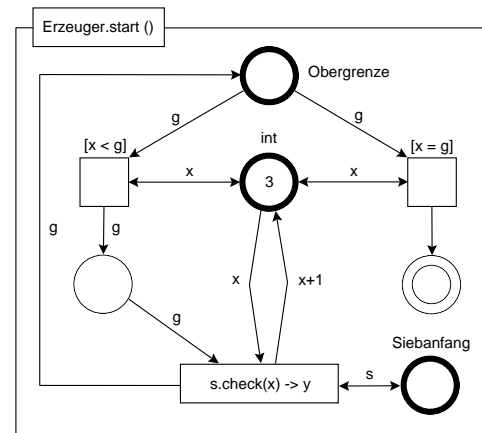 Erzeuger.start ()
Obergrenze
g
g
[x < g]
int
[x = g]
x
3
x
g
g
x
x+1
g
Siebanfang
s.check(x) -> y
s